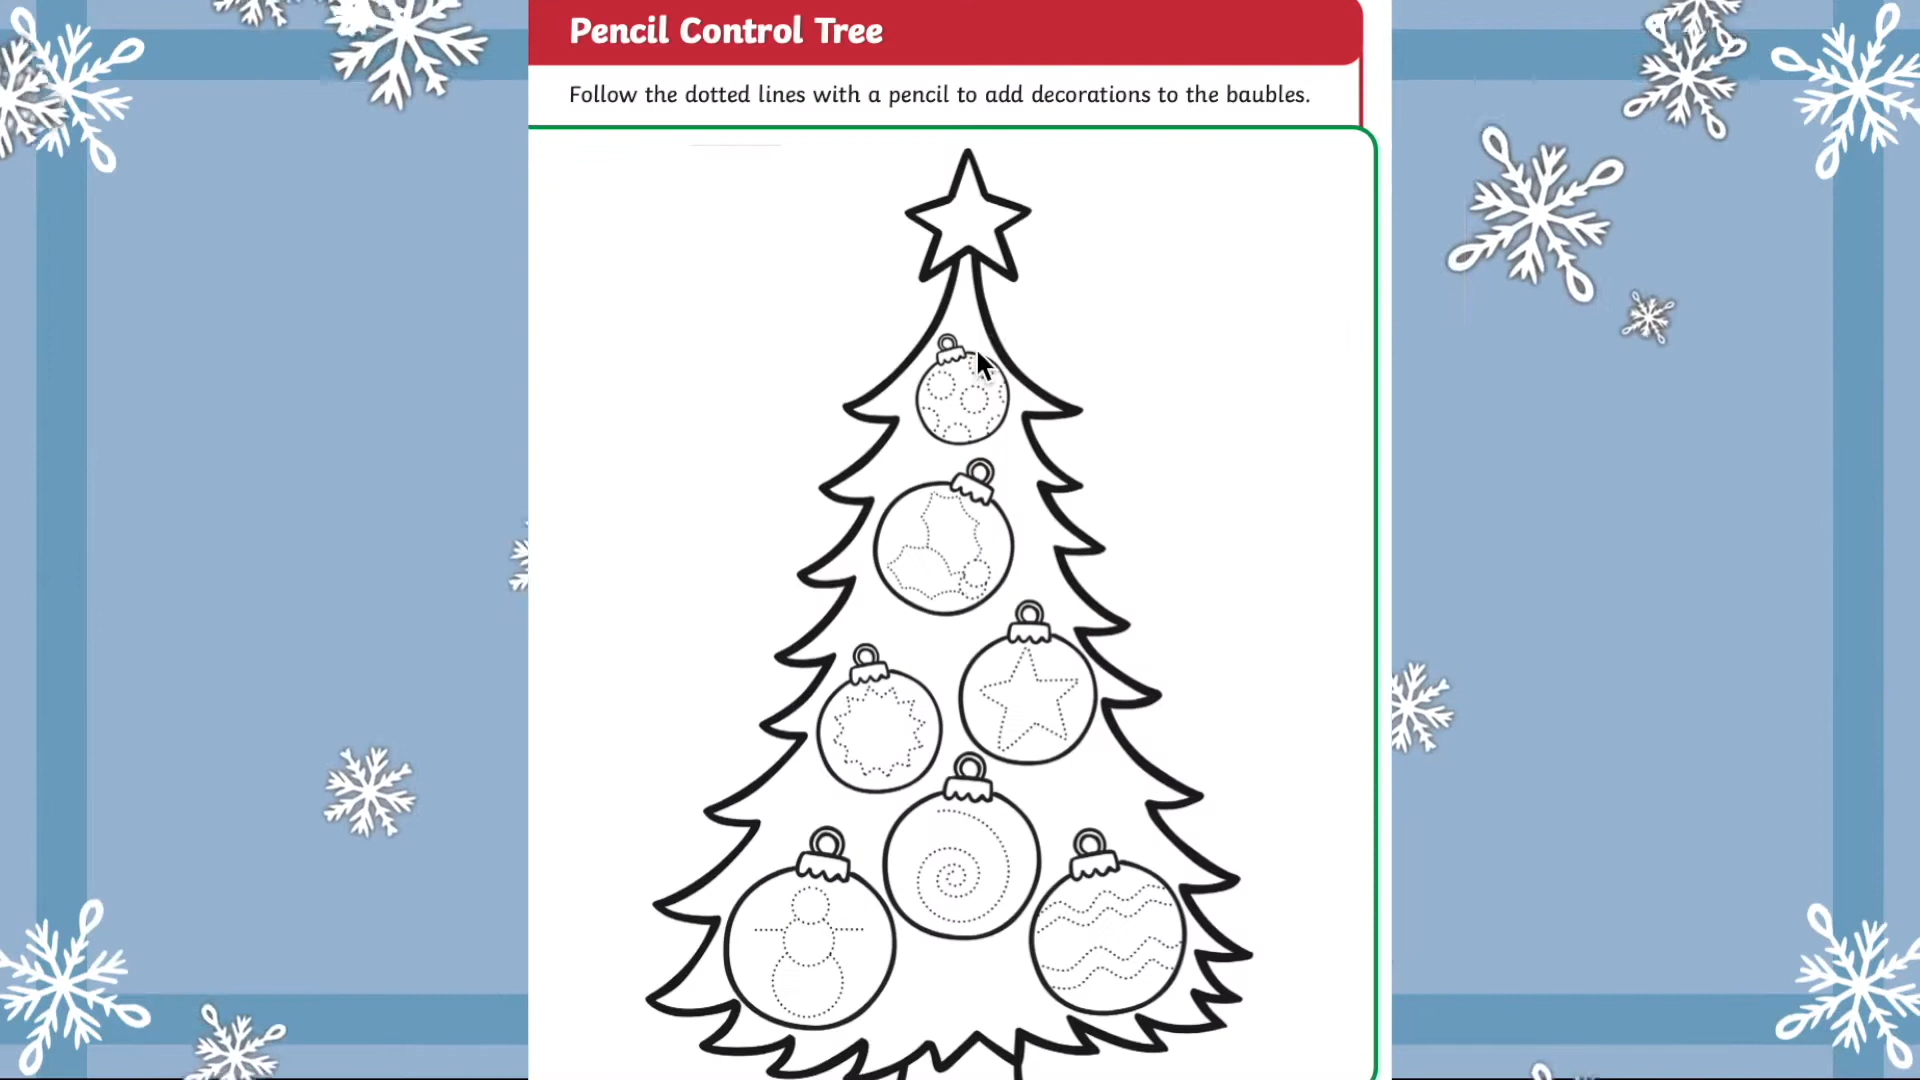 Pencil Control Tree
Follow the dotted lines with a pencil to add decorations to the baubles.